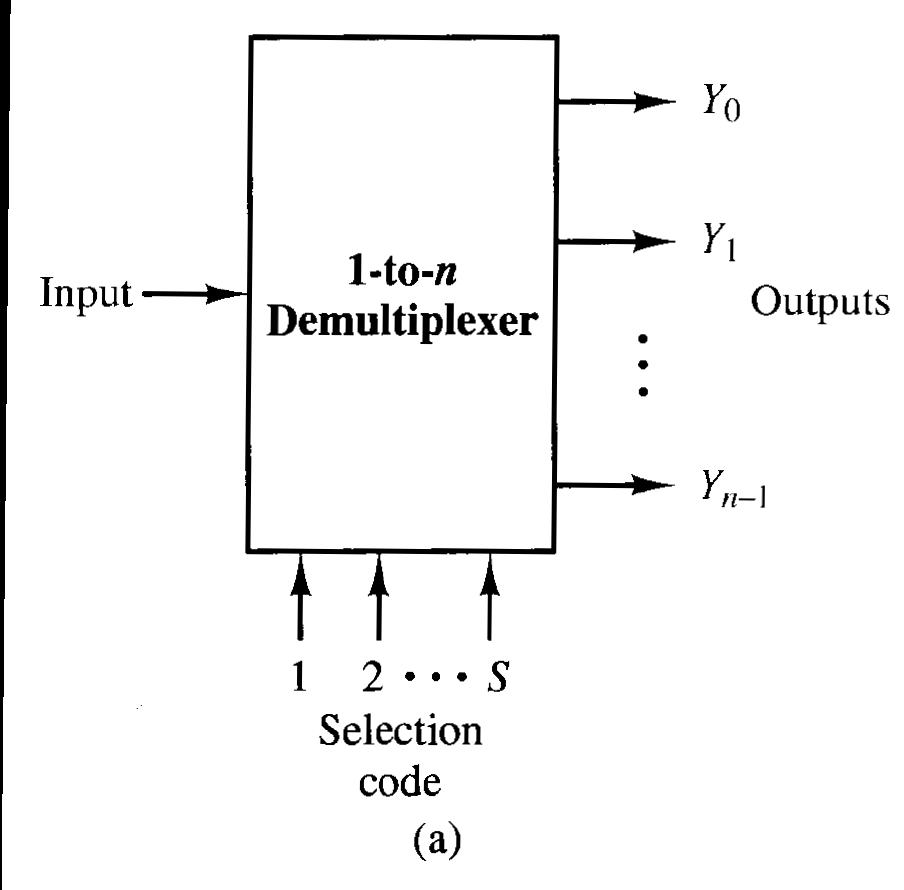 Y0
Y1
Input
1-to-n
Demultiplexer
Outputs
Yn–1
1 2 ··· S
Selection
code
(a)